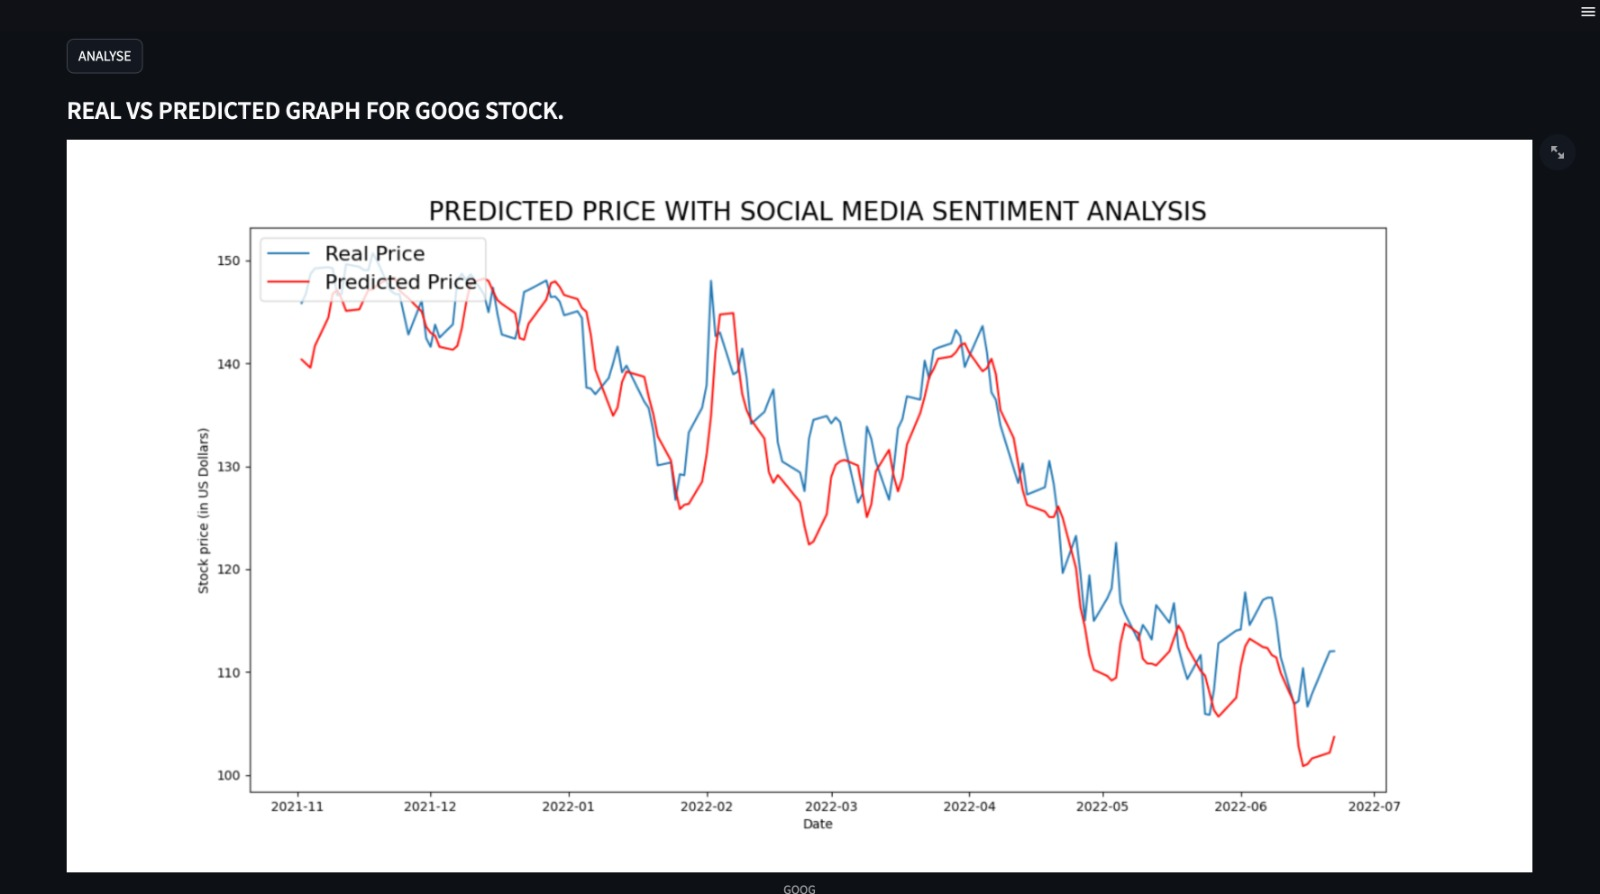 ANALYSE
REAL VS PREDICTED GRAPH FOR GOOG STOCK.
PREDICTED PRICE WITH SOCIAL MEDIA SENTIMENT ANALYSIS
Real Price
Predicted Price
150
140
130
120
110
100
Stock price (in US Dollars)
2021-11 2021-12 2022-01 2022-02 2022-03 2022-04 2022-05 2022-06 2022-07
Date
GOOG